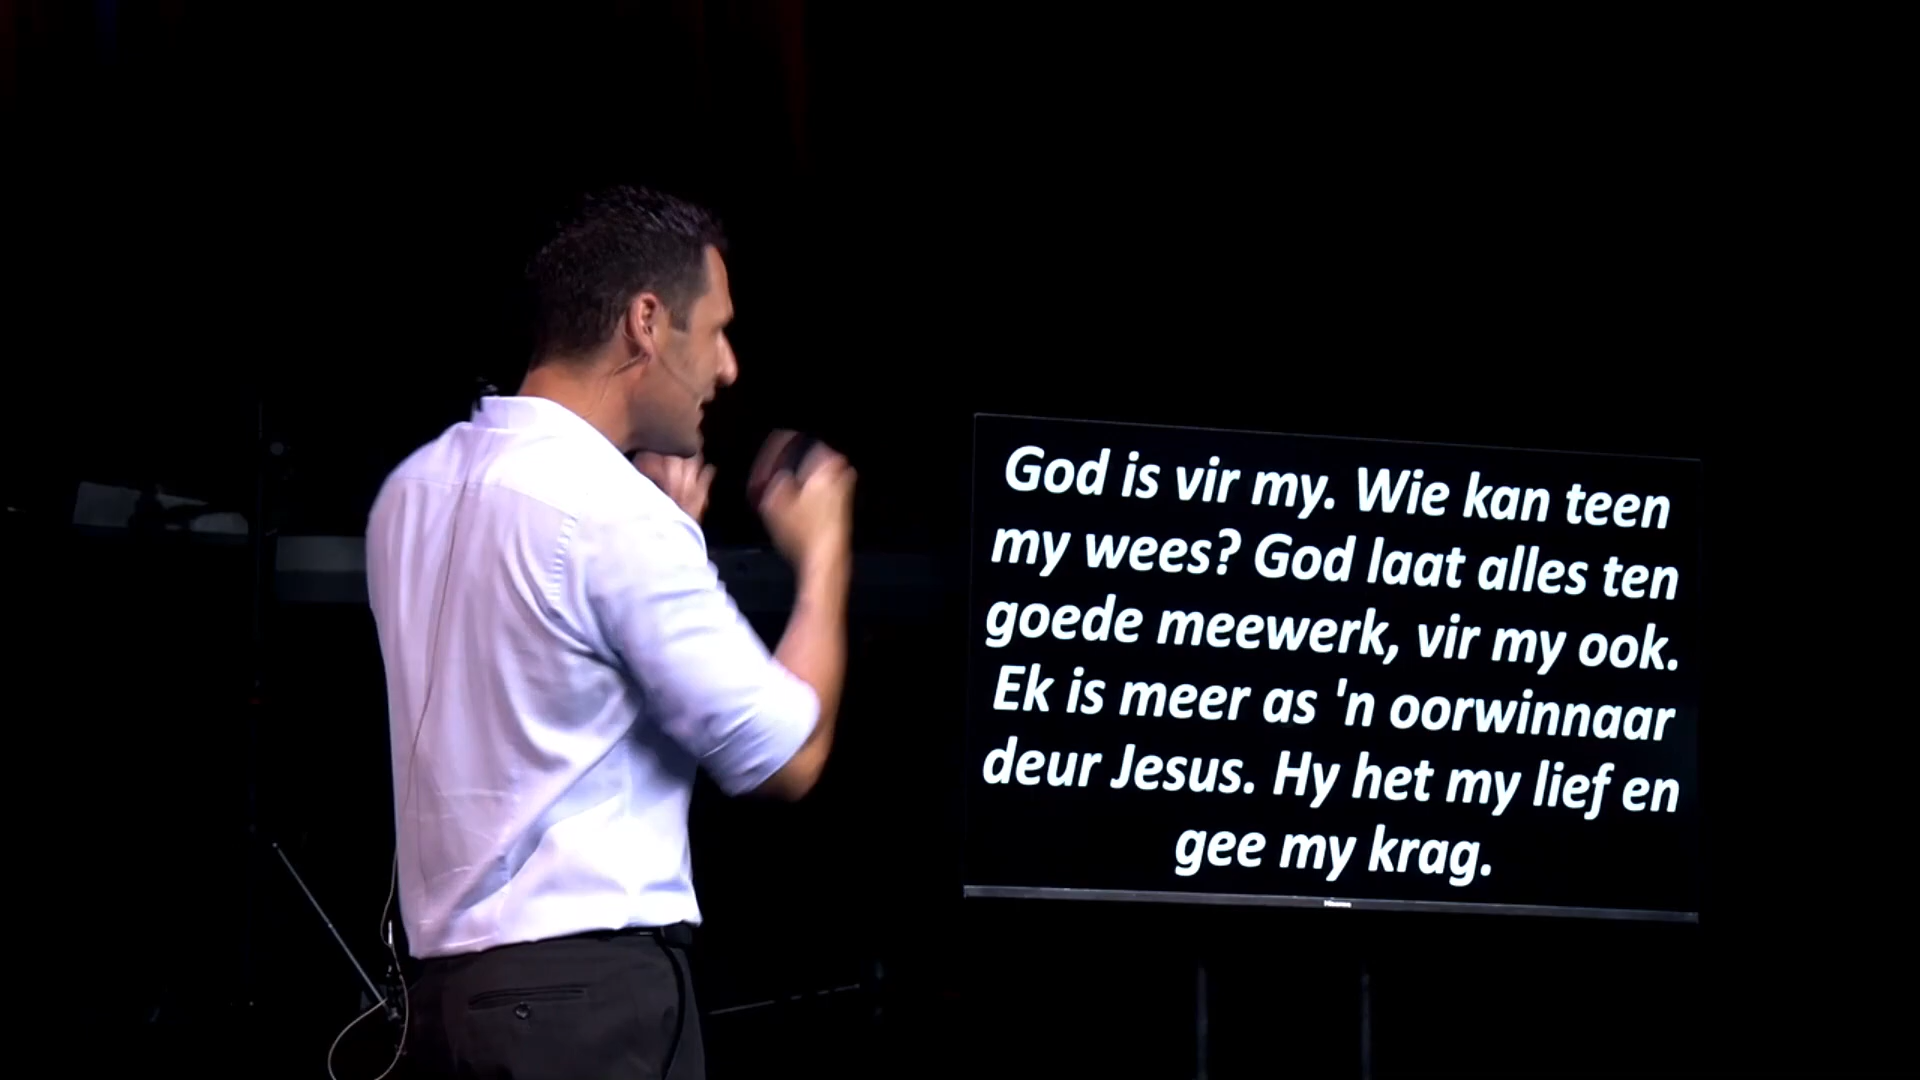 God is vir my. Wie kan teen
my wees? God laat alles ten
goede meewerk, vir my ook.
Ek is meer as 'n oorwinnaar
deur Jesus. Hy het my lief en
gee my krag.
Hisense